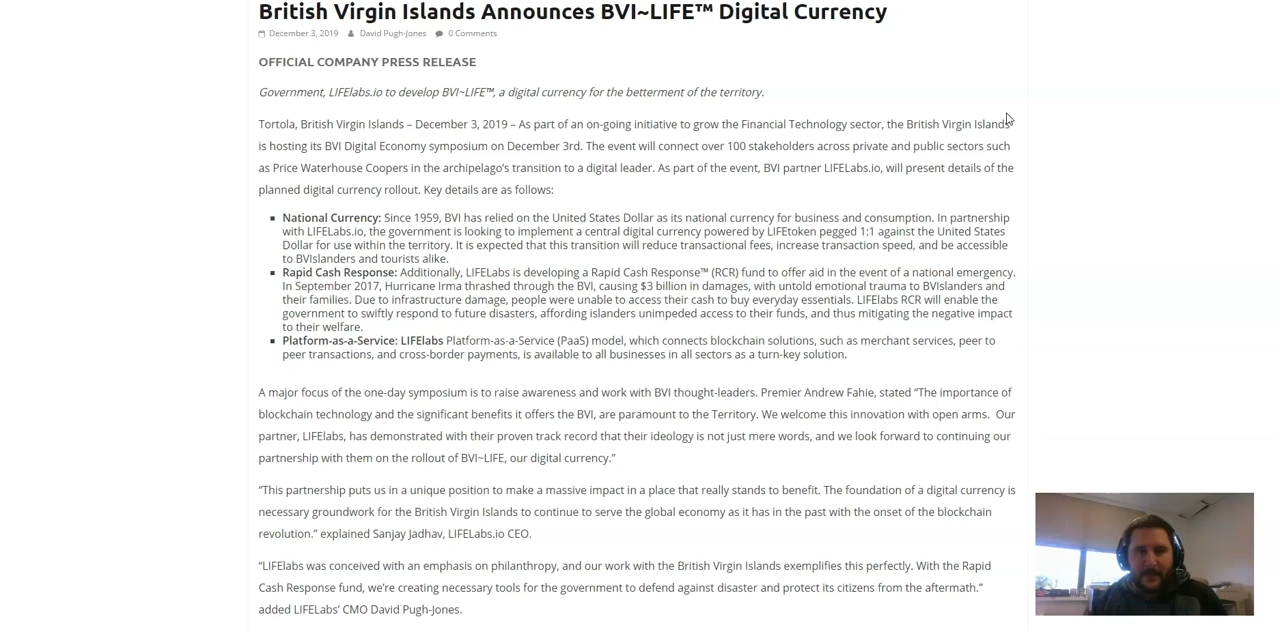 British Virgin Islands Announces BVI~LIFE™ Digital Currency
December 3, 2019 David Pugh-Jones 0 Comments
OFFICIAL COMPANY PRESS RELEASE
Government, LIFElabs.io to develop BVI~LIFE™, a digital currency for the betterment of the territory.
Tortola, British Virgin Islands – December 3, 2019 – As part of an on-going initiative to grow the Financial Technology sector, the British Virgin Islands
is hosting its BVI Digital Economy symposium on December 3rd. The event will connect over 100 stakeholders across private and public sectors such
as Price Waterhouse Coopers in the archipelago’s transition to a digital leader. As part of the event, BVI partner LIFELabs.io, will present details of the
planned digital currency rollout. Key details are as follows:
National Currency: Since 1959, BVI has relied on the United States Dollar as its national currency for business and consumption. In partnership
with LIFELabs.io, the government is looking to implement a central digital currency powered by LIFEtoken pegged 1:1 against the United States
Dollar for use within the territory. It is expected that this transition will reduce transactional fees, increase transaction speed, and be accessible
to BVIslanders and tourists alike.
Rapid Cash Response: Additionally, LIFELabs is developing a Rapid Cash Response™ (RCR) fund to offer aid in the event of a national emergency.
In September 2017, Hurricane Irma thrashed through the BVI, causing $3 billion in damages, with untold emotional trauma to BVIslanders and
their families. Due to infrastructure damage, people were unable to access their cash to buy everyday essentials. LIFElabs RCR will enable the
government to swiftly respond to future disasters, affording islanders unimpeded access to their funds, and thus mitigating the negative impact
to their welfare.
Platform-as-a-Service: LIFElabs Platform-as-a-Service (PaaS) model, which connects blockchain solutions, such as merchant services, peer to
peer transactions, and cross-border payments, is available to all businesses in all sectors as a turn-key solution.
A major focus of the one-day symposium is to raise awareness and work with BVI thought-leaders. Premier Andrew Fahie, stated “The importance of
blockchain technology and the significant benefits it offers the BVI, are paramount to the Territory. We welcome this innovation with open arms. Our
partner, LIFElabs, has demonstrated with their proven track record that their ideology is not just mere words, and we look forward to continuing our
partnership with them on the rollout of BVI~LIFE, our digital currency.”
“This partnership puts us in a unique position to make a massive impact in a place that really stands to benefit. The foundation of a digital currency is
necessary groundwork for the British Virgin Islands to continue to serve the global economy as it has in the past with the onset of the blockchain
revolution.” explained Sanjay Jadhav, LIFELabs.io CEO.
“LIFElabs was conceived with an emphasis on philanthropy, and our work with the British Virgin Islands exemplifies this perfectly. With the Rapid
Cash Response fund, we’re creating necessary tools for the government to defend against disaster and protect its citizens from the aftermath.”
added LIFELabs’ CMO David Pugh-Jones.